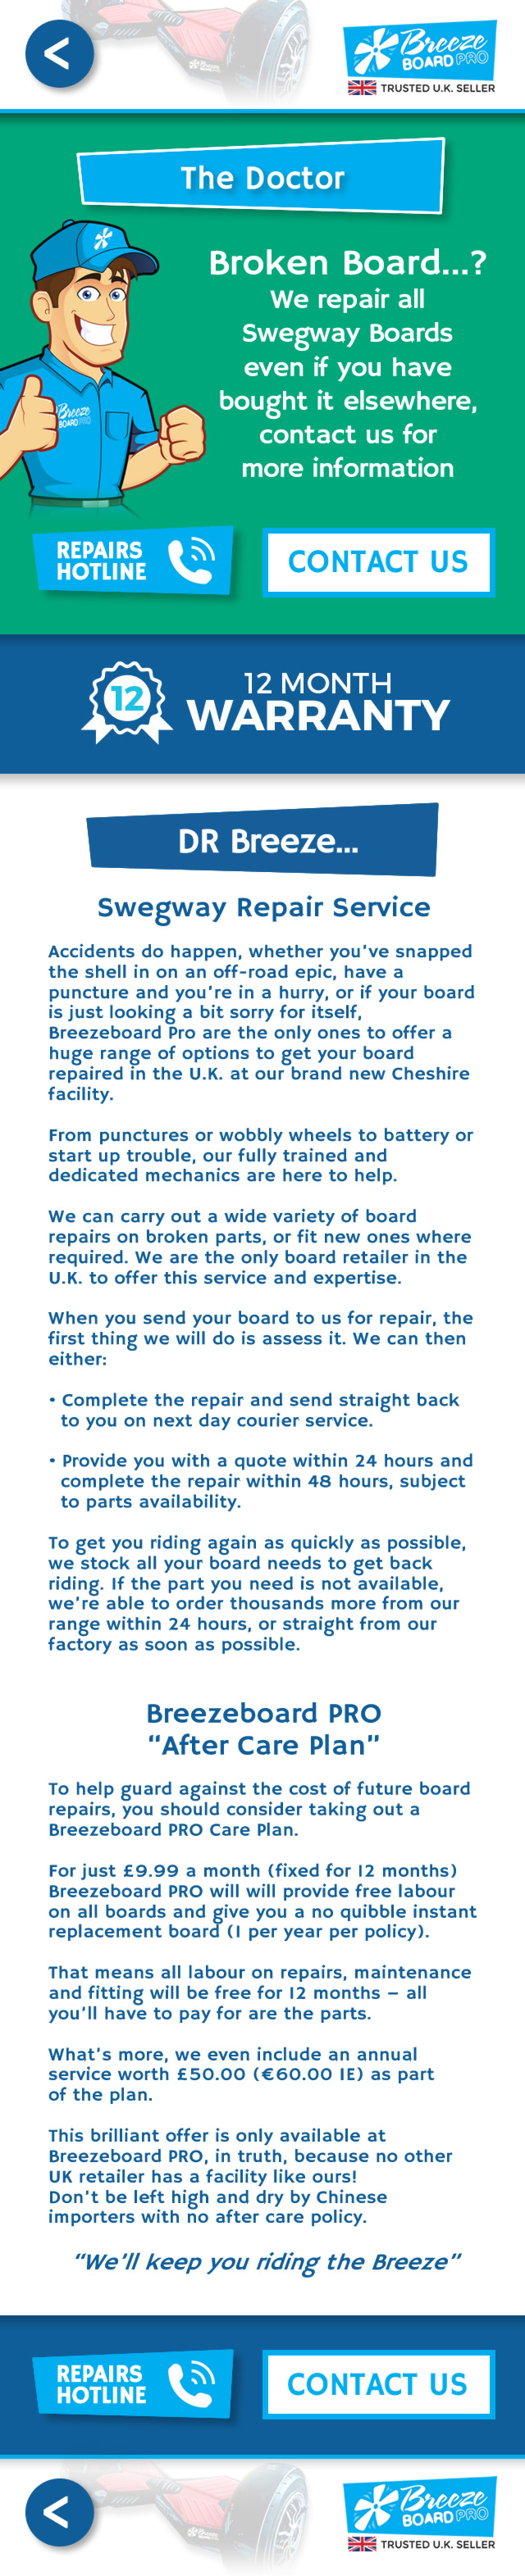 <
Breeze
BOARD PRO
TRUSTED U.K. SELLER
The Doctor
Broken Board...?
We repair all
Swegway Boards
even if you have
bought it elsewhere,
contact us for
more information
Breeze
BOARD PRO
REPAIRS
HOTLINE
CONTACT US
12
12 MONTH
WARRANTY
DR Breeze...
Swegway Repair Service
Accidents do happen, whether you've snapped
the shell in on an off-road epic, have a
puncture and you're in a hurry, or if your board
is just looking a bit sorry for itself,
Breezeboard Pro are the only ones to offer a
huge range of options to get your board
repaired in the U.K. at our brand new Cheshire
facility.
From punctures or wobbly wheels to battery or
start up trouble, our fully trained and
dedicated mechanics are here to help.
We can carry out a wide variety of board
repairs on broken parts, or fit new ones where
required. We are the only board retailer in the
U.K. to offer this service and expertise.
When you send your board to us for repair, the
first thing we will do is assess it. We can then
either:
• Complete the repair and send straight back
to you on next day courier service.
• Provide you with a quote within 24 hours and
complete the repair within 48 hours, subject
to parts availability.
To get you riding again as quickly as possible,
we stock all your board needs to get back
riding. If the part you need is not available,
we're able to order thousands more from our
range within 24 hours, or straight from our
factory as soon as possible.
Breezeboard PRO
“After Care Plan”
To help guard against the cost of future board
repairs, you should consider taking out a
Breezeboard PRO Care Plan.
For just £9.99 a month (fixed for 12 months)
Breezeboard PRO will will provide free labour
on all boards and give you a no quibble instant
replacement board (1 per year per policy).
That means all labour on repairs, maintenance
and fitting will be free for 12 months – all
you'll have to pay for are the parts.
What's more, we even include an annual
service worth £50.00 (€60.00 IE) as part
of the plan.
This brilliant offer is only available at
Breezeboard PRO, in truth, because no other
UK retailer has a facility like ours!
Don't be left high and dry by Chinese
importers with no after care policy.
“We'll keep you riding the Breeze”
REPAIRS
HOTLINE
CONTACT US
<
Breeze
BOARD PRO
TRUSTED U.K. SELLER